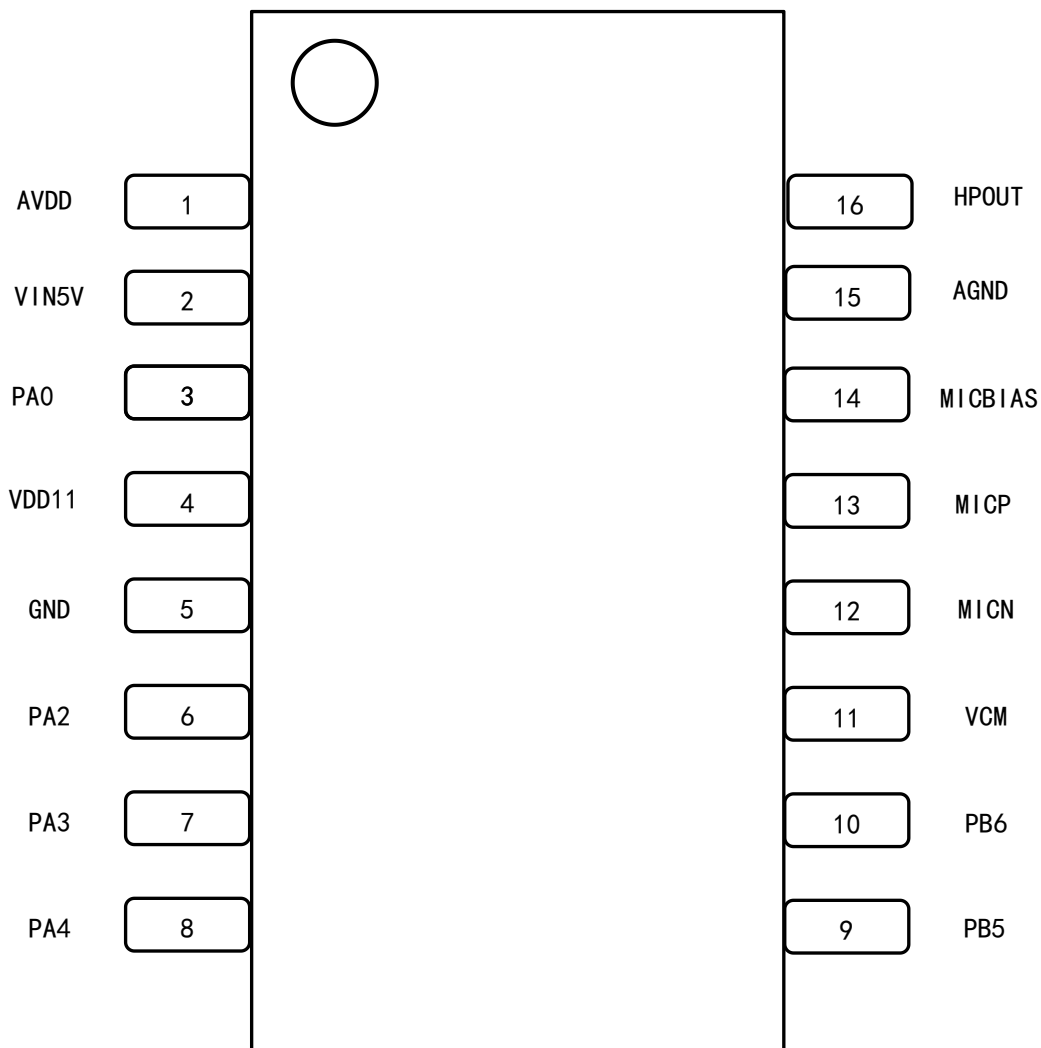 AVDD 1 16 HPOUT
VIN5V 2 15 AGND
PA0 3 14 MICBIAS
VDD11 4 13 MICP
GND 5 12 MICN
PA2 6 11 VCM
PA3 7 10 PB6
PA4 8 9 PB5